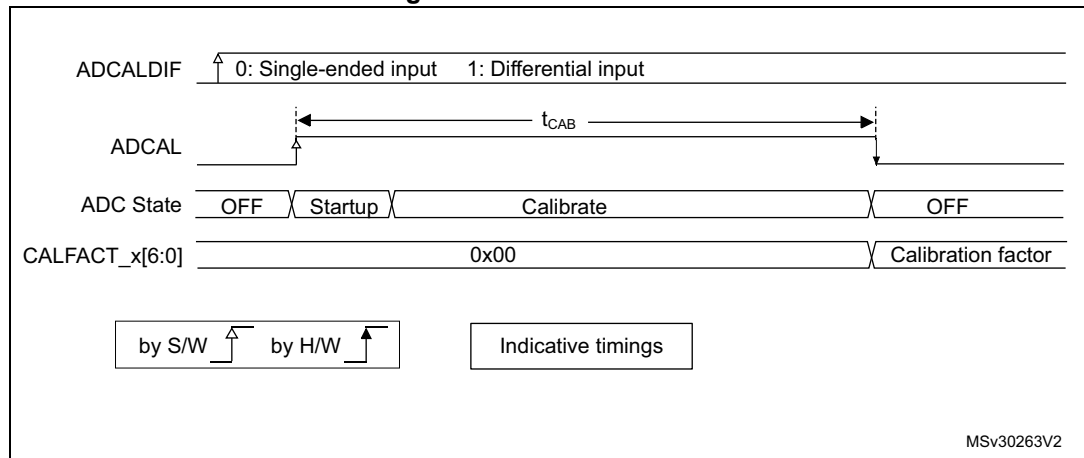 g
ADCALDIF
0: Single-ended input 1: Differential input
tCAB
ADCAL
ADC State OFF Startup Calibrate OFF
CALFACT_x[6:0] 0x00 Calibration factor
by S/W by H/W Indicative timings
MSv30263V2